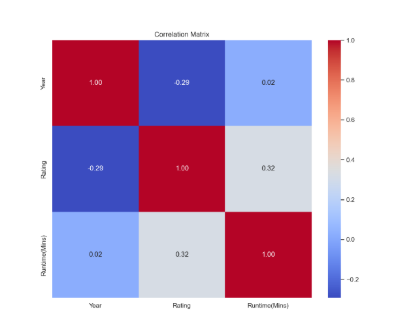 Correlation Matrix
Year
1.00
-0.29
0.02
Rating
-0.29
1.00
0.32
Runtime(Mins)
0.02
0.32
1.00
Year
Rating
Runtime(Mins)
1.0
0.8
0.6
0.4
0.2
0.0
-0.2